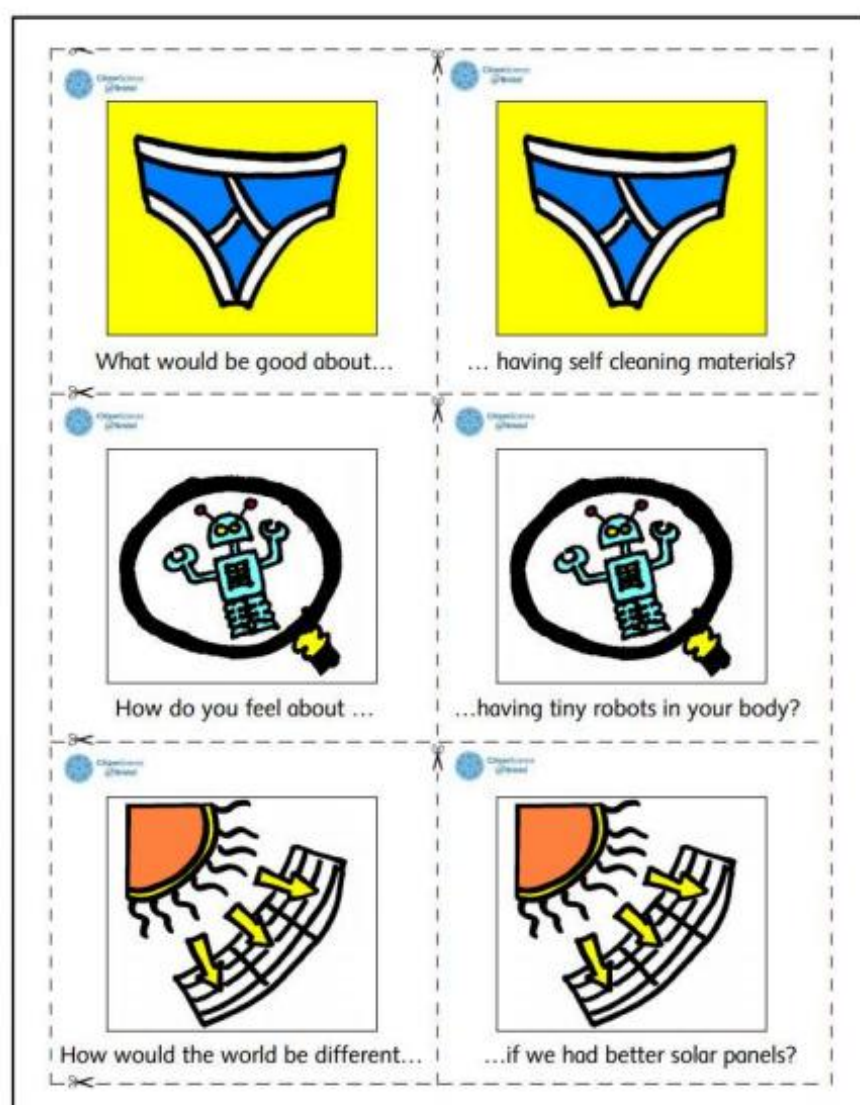 What would be good about...
... having self cleaning materials?
How do you feel about ...
...having tiny robots in your body?
How would the world be different...
...if we had better solar panels?